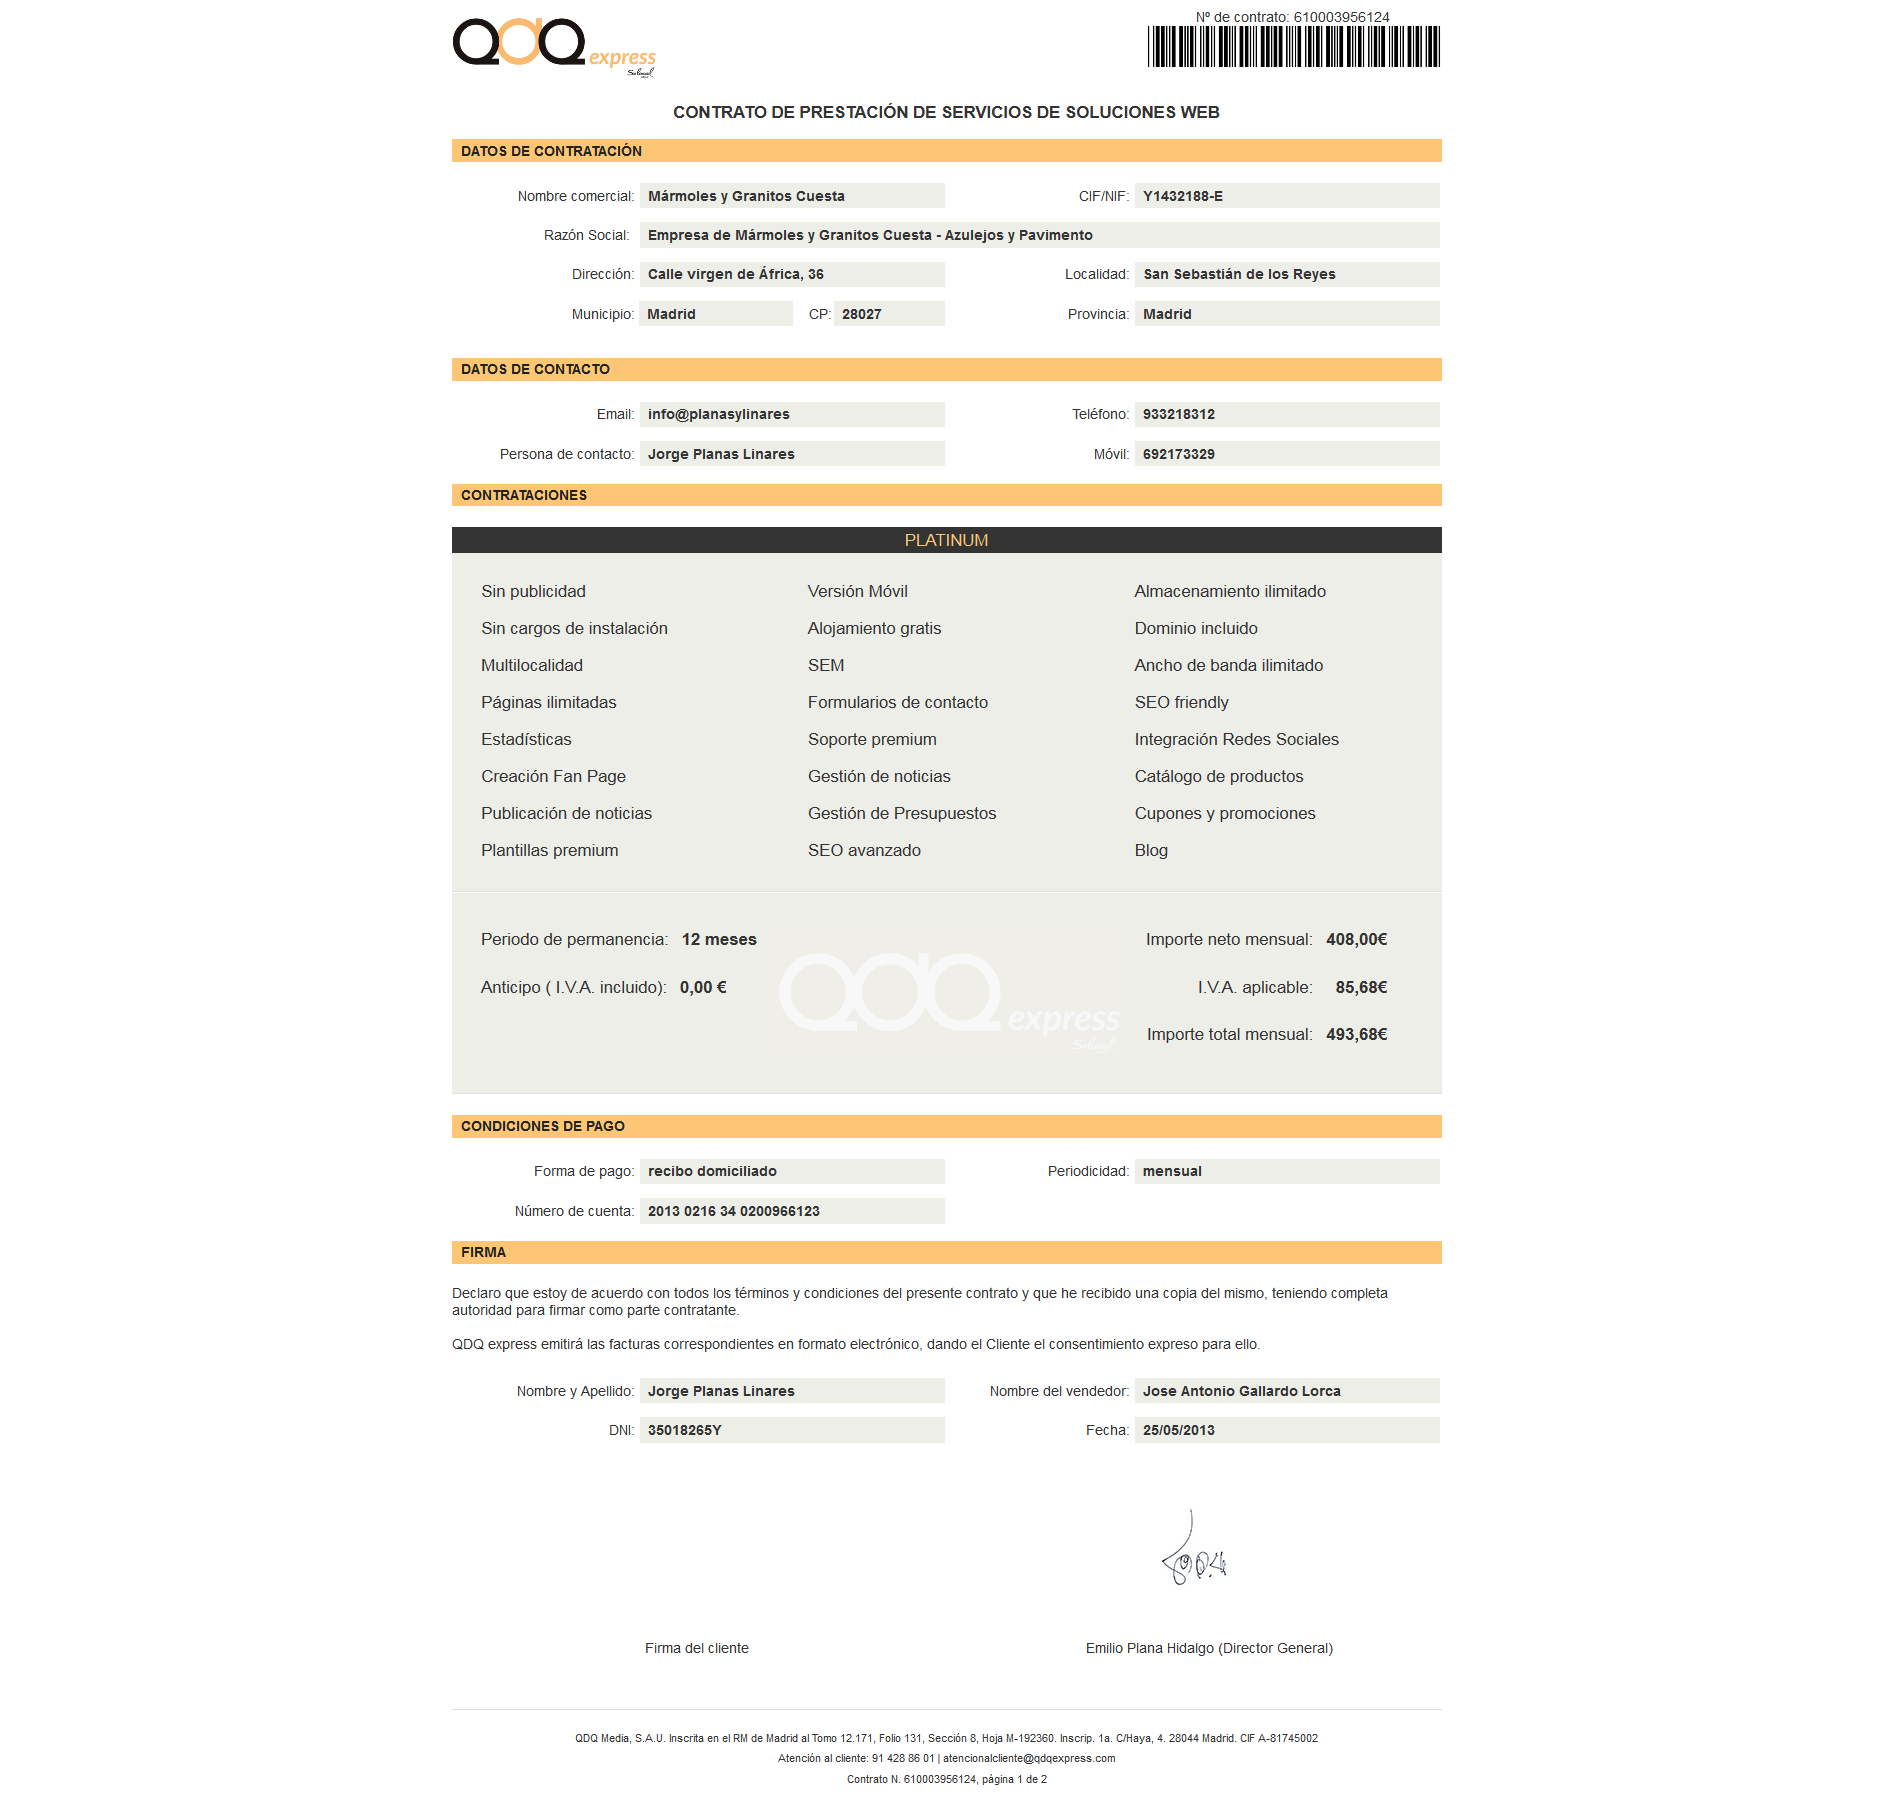 QDQ express
Solocal
Nº de contrato: 610003956124
CONTRATO DE PRESTACIÓN DE SERVICIOS DE SOLUCIONES WEB
DATOS DE CONTRATACIÓN
Nombre comercial: Mármoles y Granitos Cuesta CIF/NIF: Y1432188-E
Razón Social: Empresa de Mármoles y Granitos Cuesta - Azulejos y Pavimento
Dirección: Calle virgen de África, 36 Localidad: San Sebastián de los Reyes
Municipio: Madrid CP: 28027 Provincia: Madrid
DATOS DE CONTACTO
Email: info@planasylinares Teléfono: 933218312
Persona de contacto: Jorge Planas Linares Móvil: 692173329
CONTRATACIONES
PLATINUM
Sin publicidad Versión Móvil Almacenamiento ilimitado
Sin cargos de instalación Alojamiento gratis Dominio incluido
Multilocalidad SEM Ancho de banda ilimitado
Páginas ilimitadas Formularios de contacto SEO friendly
Estadísticas Soporte premium Integración Redes Sociales
Creación Fan Page Gestión de noticias Catálogo de productos
Publicación de noticias Gestión de Presupuestos Cupones y promociones
Plantillas premium SEO avanzado Blog
Periodo de permanencia: 12 meses Importe neto mensual: 408,00€
Anticipo ( I.V.A. incluido): 0,00 € I.V.A. aplicable: 85,68€
QDQ express
Solocal
Importe total mensual: 493,68€
CONDICIONES DE PAGO
Forma de pago: recibo domiciliado Periodicidad: mensual
Número de cuenta: 2013 0216 34 0200966123
FIRMA
Declaro que estoy de acuerdo con todos los términos y condiciones del presente contrato y que he recibido una copia del mismo, teniendo completa
autoridad para firmar como parte contratante.
QDQ express emitirá las facturas correspondientes en formato electrónico, dando el Cliente el consentimiento expreso para ello.
Nombre y Apellido: Jorge Planas Linares Nombre del vendedor: Jose Antonio Gallardo Lorca
DNI: 35018265Y Fecha: 25/05/2013
Firma del cliente Emilio Plana Hidalgo (Director General)
QDQ Media, S.A.U. Inscrita en el RM de Madrid al Tomo 12.171, Folio 131, Sección 8, Hoja M-192360. Inscrip. 1a. C/Haya, 4. 28044 Madrid. CIF A-81745002
Atención al cliente: 91 428 86 01 | atencionalcliente@qdqexpress.com
Contrato N. 610003956124, página 1 de 2